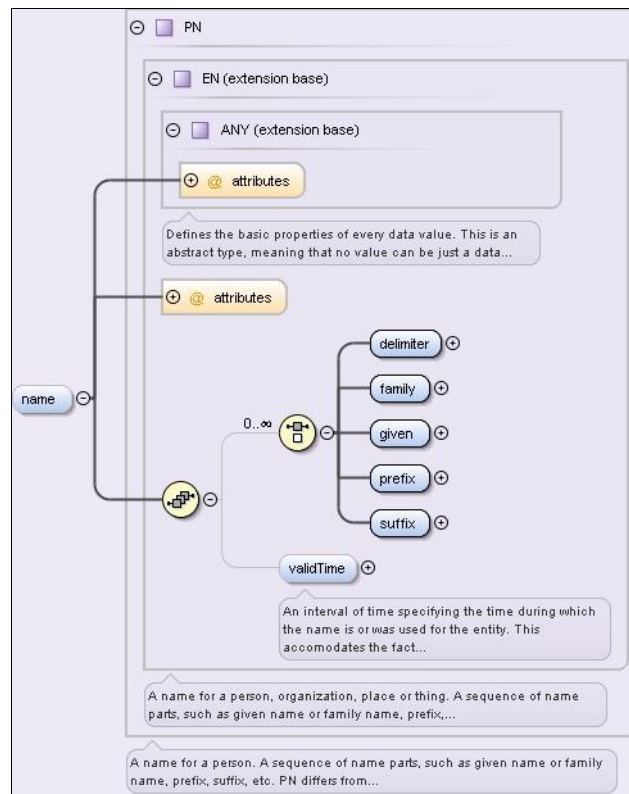 PN
EN (extension base)
ANY (extension base)
@ attributes
Defines the basic properties of every data value. This is an
abstract type, meaning that no value can be just a data...
@ attributes
delimiter
family
name
0..∞
given
prefix
suffix
validTime
An interval of time specifying the time during which
the name is or was used for the entity. This
accomodates the fact...
A name for a person, organization, place or thing. A sequence of name
parts, such as given name or family name, prefix,...
A name for a person. A sequence of name parts, such as given name or family
name, prefix, suffix, etc. PN differs from...